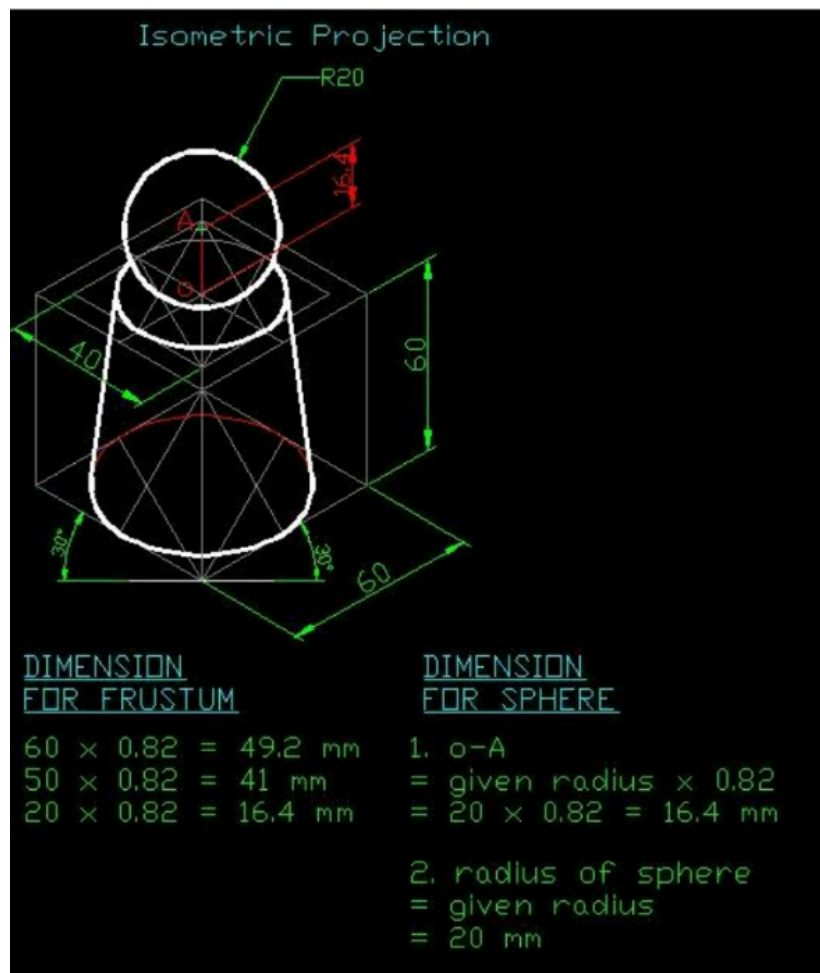 Isometric Projection
R20
16.4
A
O
40
60
30°
30°
60
DIMENSION
FOR FRUSTUM
60 x 0.82 = 49.2 mm
50 x 0.82 = 41 mm
20 x 0.82 = 16.4 mm
DIMENSION
FOR SPHERE
1. o-A
= given radius x 0.82
= 20 x 0.82 = 16.4 mm
2. radius of sphere
= given radius
= 20 mm